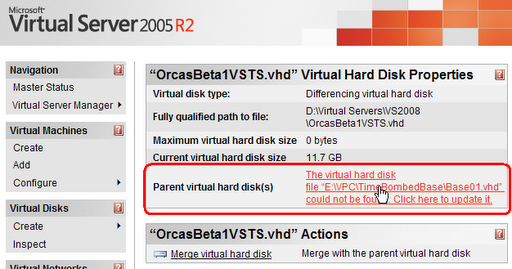 Microsoft
Virtual Server 2005 R2
Navigation
Master Status
Virtual Server Manager
Virtual Machines
Create
Add
Configure
Virtual Disks
Create
Inspect
Virtual Networks
“OrcasBeta1VSTS.vhd” Virtual Hard Disk Properties
Virtual disk type: Differencing virtual hard disk
Fully qualified path to file: D:\Virtual Servers\VS2008
\OrcasBeta1VSTS.vhd
Maximum virtual hard disk size 0 bytes
Current virtual hard disk size 11.7 GB
Parent virtual hard disk(s) The virtual hard disk
file "E:\VPC\TimeBombedBase\Base01.vhd"
could not be found. Click here to update it.
“OrcasBeta1VSTS.vhd” Actions
Merge virtual hard disk Merge with the parent virtual hard disk